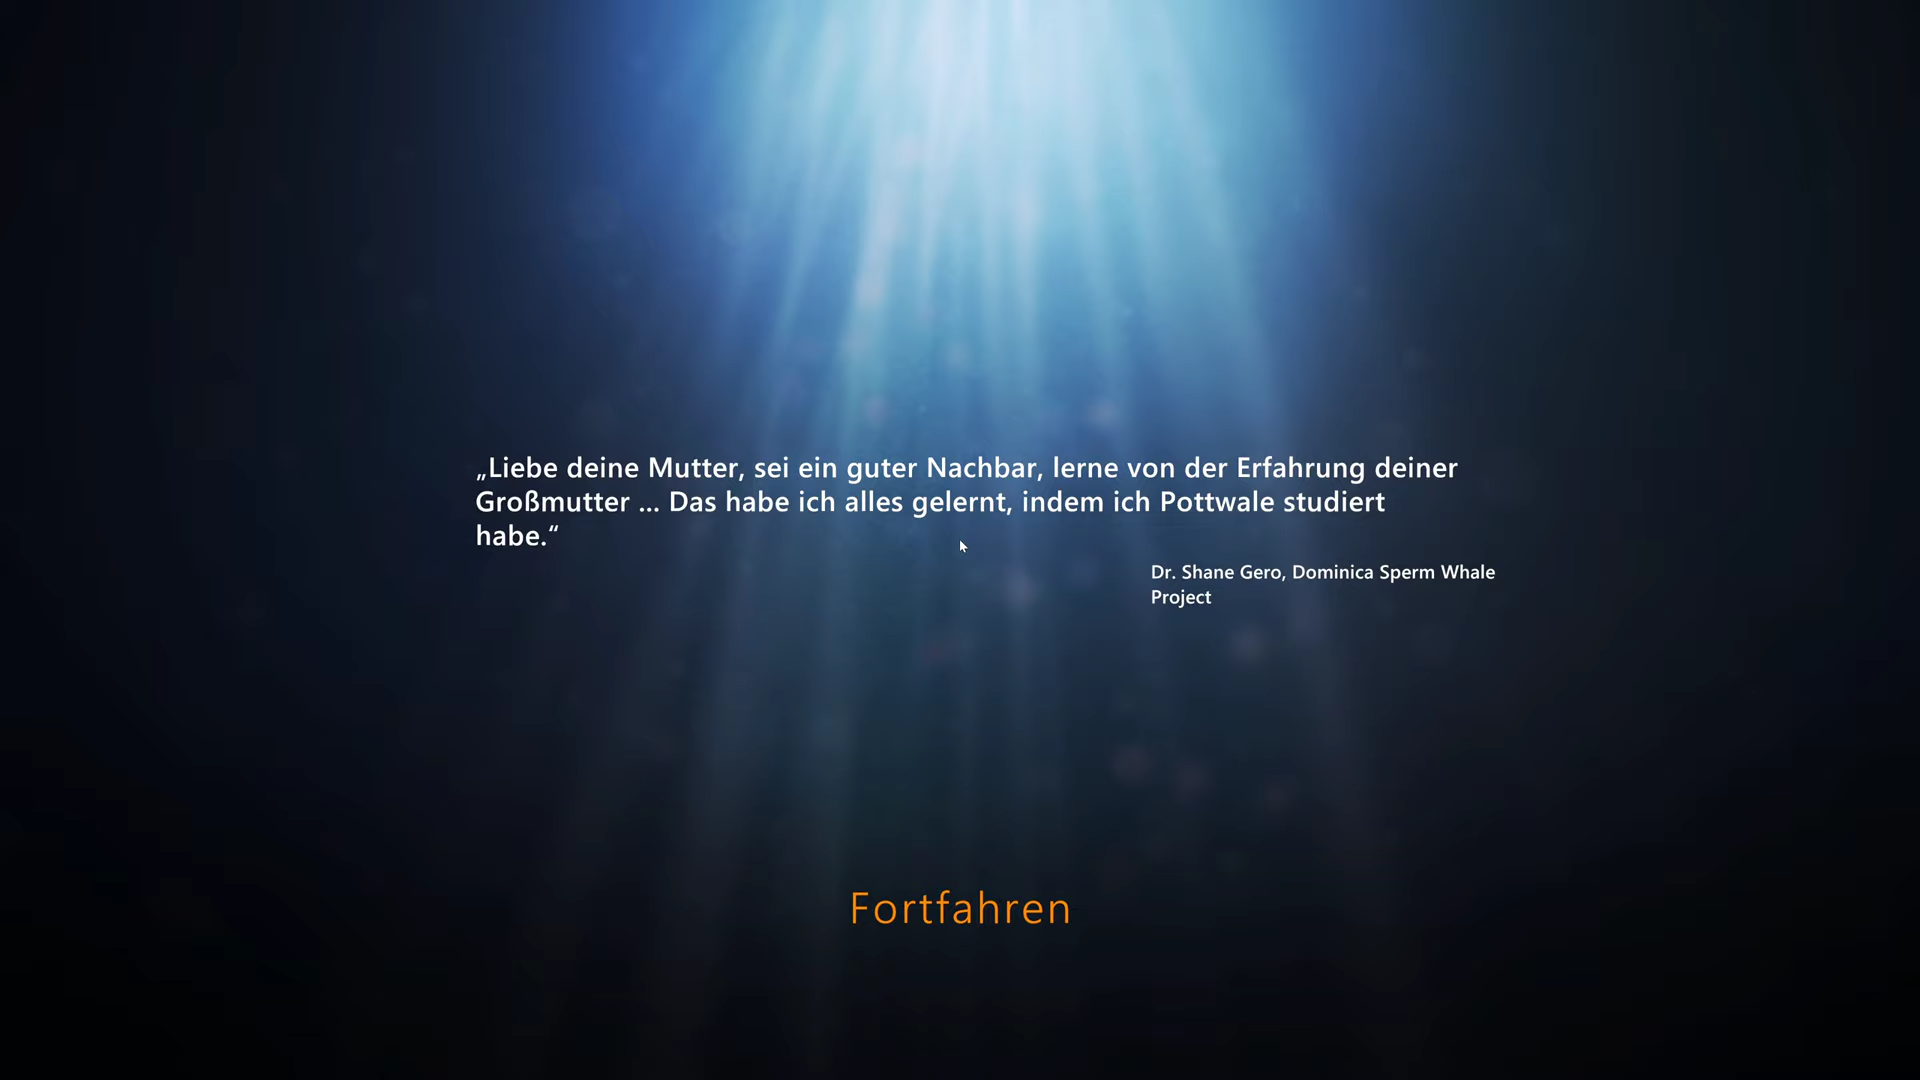 „Liebe deine Mutter, sei ein guter Nachbar, lerne von der Erfahrung deiner
Großmutter ... Das habe ich alles gelernt, indem ich Pottwale studiert
habe.“
Dr. Shane Gero, Dominica Sperm Whale
Project
Fortfahren